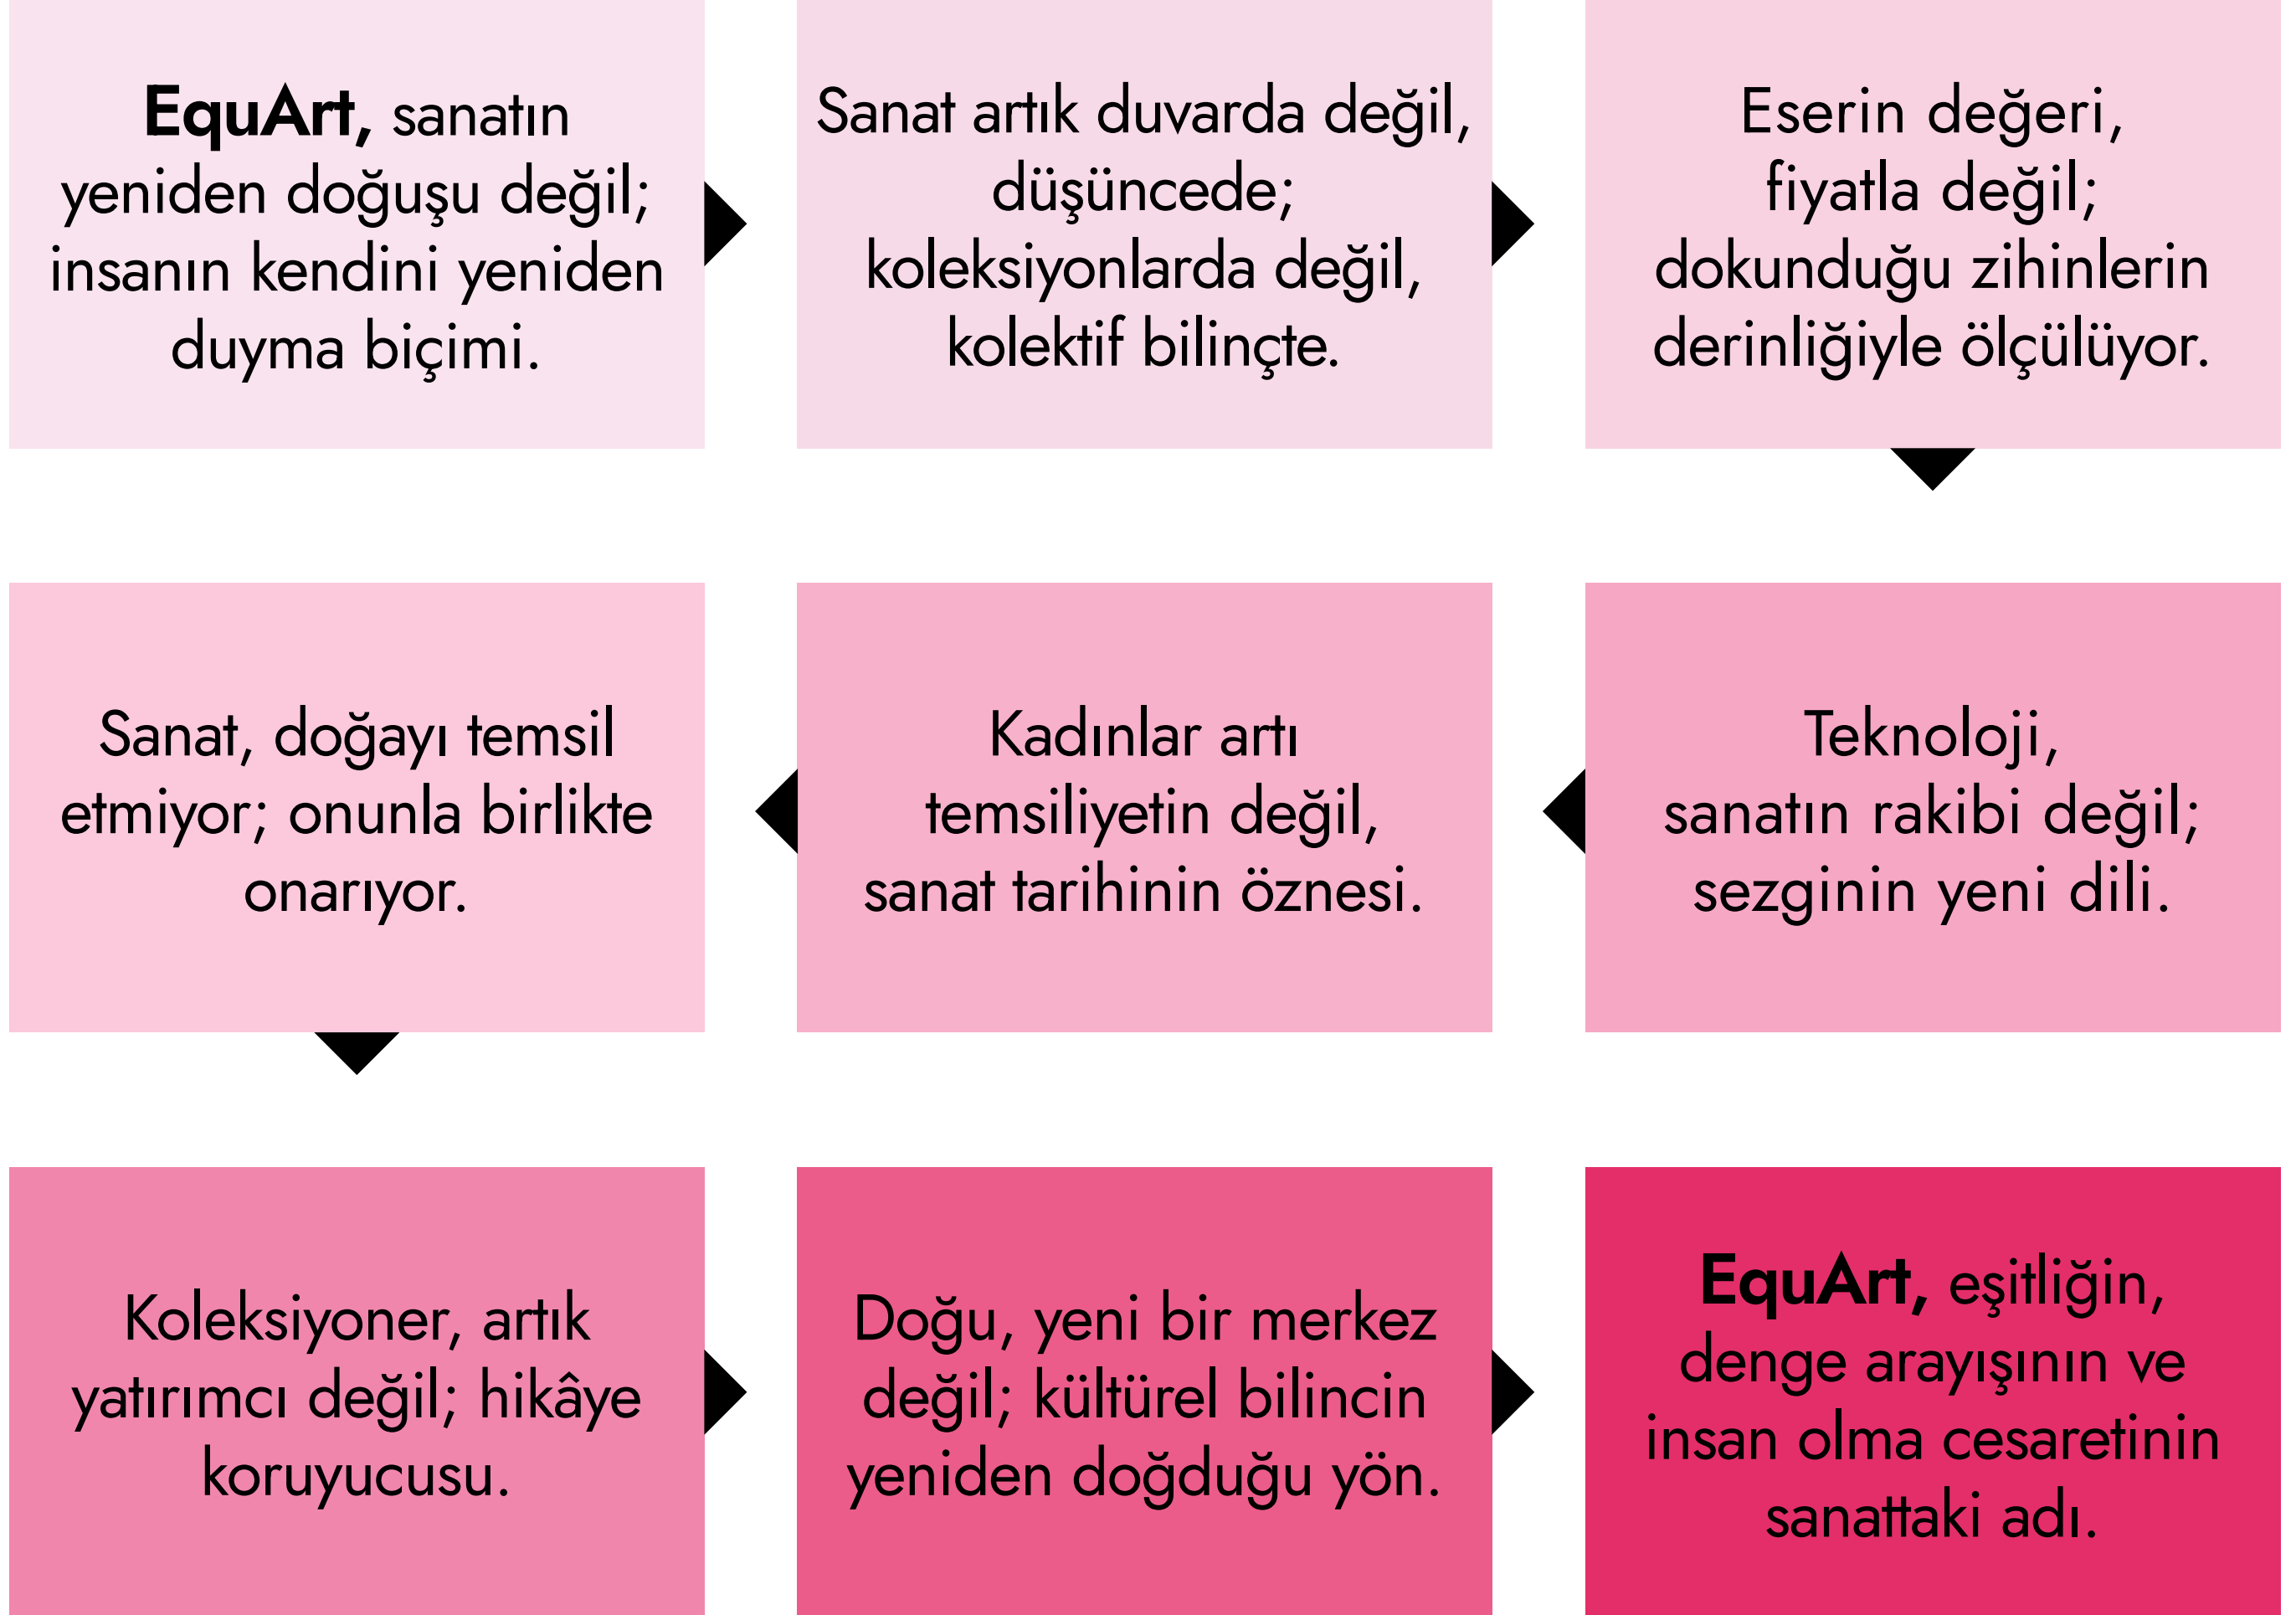 EquArt, sanatın
yeniden doğuşu değil;
insanın kendini yeniden
duyma biçimi.
Sanat artık duvarda değil,
düşüncede;
koleksiyonlarda değil,
kolektif bilinçte.
Eserin değeri,
fiyatla değil;
dokunduğu zihinlerin
derinliğiyle ölçülüyor.
Teknoloji,
sanatın rakibi değil;
sezginin yeni dili.
Kadınlar artı
temsiliyetin değil,
sanat tarihinin öznesi.
Sanat, doğayı temsil
etmiyor; onunla birlikte
onarıyor.
Koleksiyoner, artık
yatırımcı değil; hikâye
koruyucusu.
Doğu, yeni bir merkez
değil; kültürel bilincin
yeniden doğduğu yön.
EquArt, eşitliğin,
denge arayışının ve
insan olma cesaretinin
sanattaki adı.